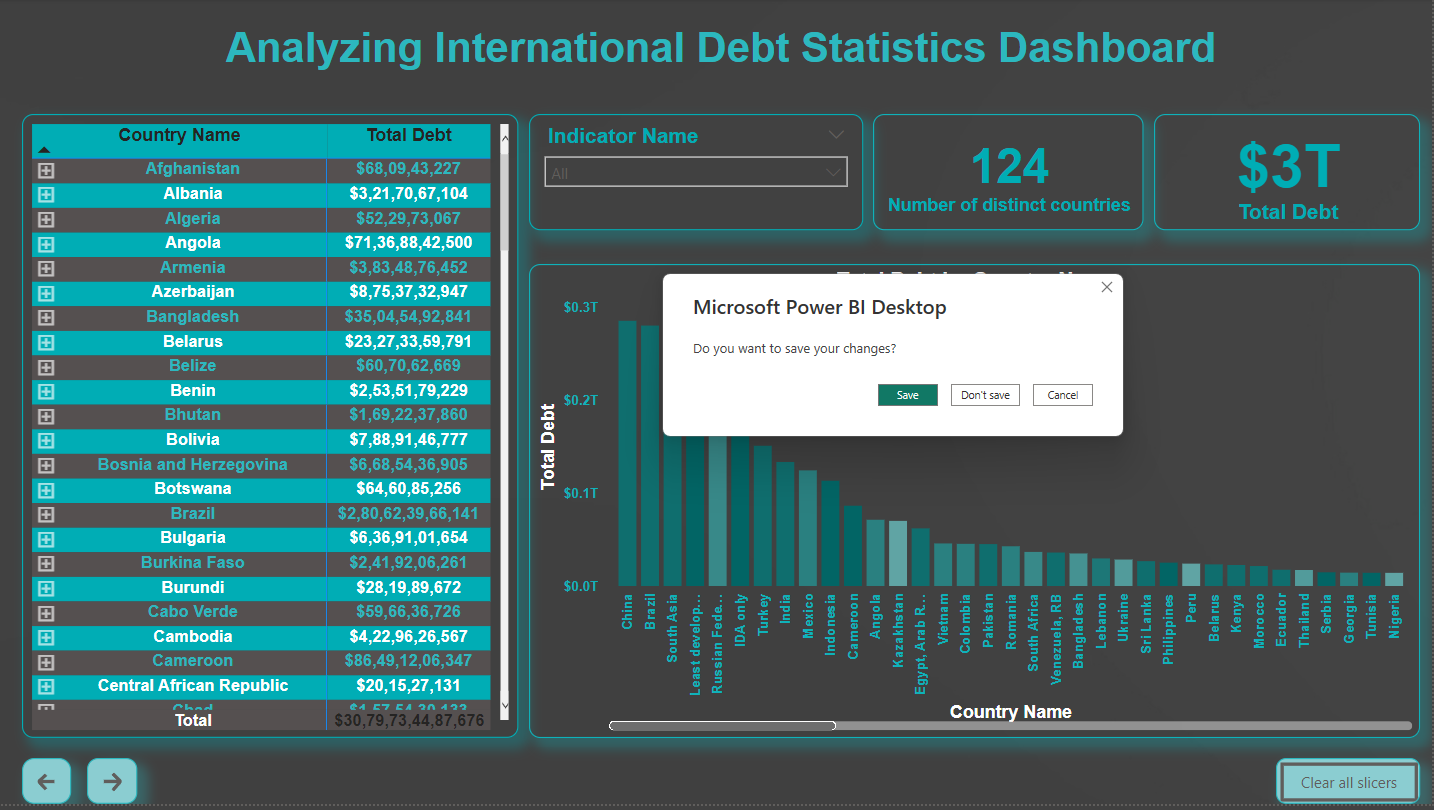 Analyzing International Debt Statistics Dashboard
Country Name Total Debt
Afghanistan $68,09,43,227
Albania $3,21,70,67,104
Algeria $52,29,73,067
Angola $71,36,88,42,500
Armenia $3,83,48,76,452
Azerbaijan $8,75,37,32,947
Bangladesh $35,04,54,92,841
Belarus $23,27,33,59,791
Belize $60,70,62,669
Benin $2,53,51,79,229
Bhutan $1,69,22,37,860
Bolivia $7,88,91,46,777
Bosnia and Herzegovina $6,68,54,36,905
Botswana $64,60,85,256
Brazil $2,80,62,39,66,141
Bulgaria $6,36,91,01,654
Burkina Faso $2,41,92,06,261
Burundi $28,19,89,672
Cabo Verde $59,66,36,726
Cambodia $4,22,96,26,567
Cameroon $86,49,12,06,347
Central African Republic $20,15,27,131
Total $30,79,73,44,87,676
Indicator Name
All
124
Number of distinct countries
$3T
Total Debt
Microsoft Power BI Desktop
Do you want to save your changes?
Save Don't save Cancel
Total Debt
$0.3T
$0.2T
$0.1T
$0.0T
China
Brazil
South Asia
Least develop...
Russian Fede...
IDA only
Turkey
India
Mexico
Indonesia
Cameroon
Angola
Kazakhstan
Egypt, Arab R...
Vietnam
Colombia
Pakistan
Romania
South Africa
Venezuela, RB
Bangladesh
Lebanon
Ukraine
Sri Lanka
Philippines
Peru
Belarus
Kenya
Morocco
Ecuador
Thailand
Serbia
Georgia
Tunisia
Nigeria
Country Name
Clear all slicers